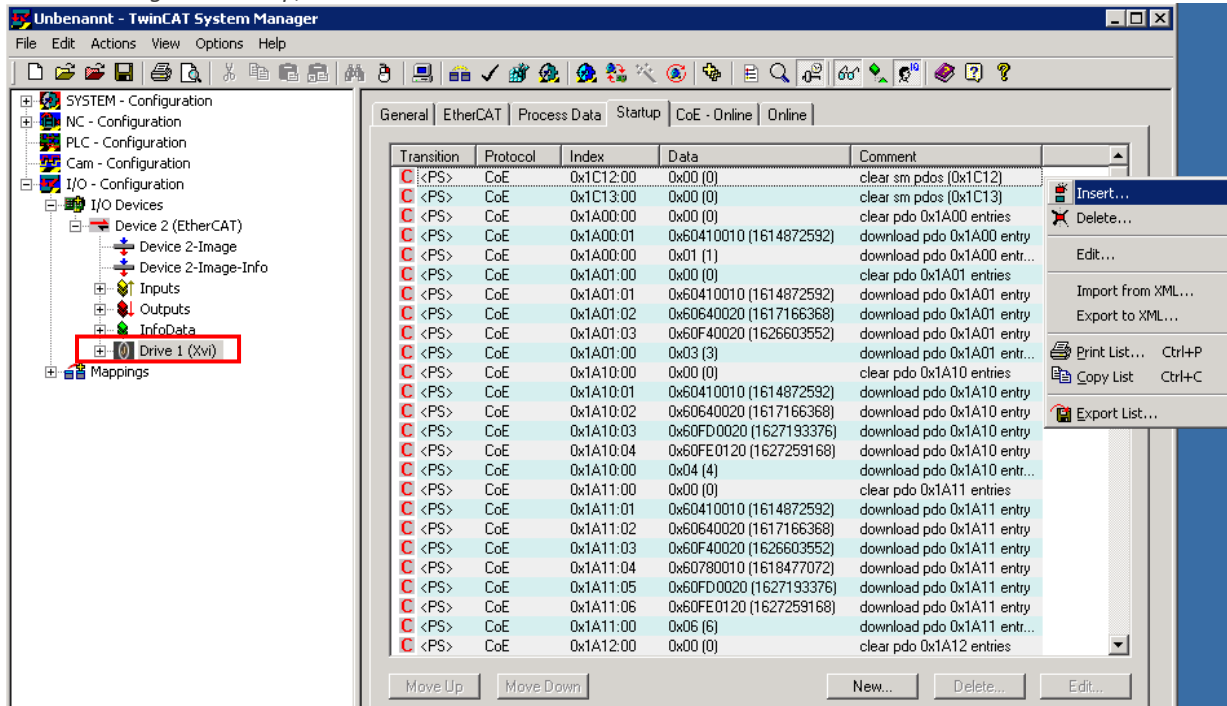 Unbenannt - TwinCAT System Manager
File Edit Actions View Options Help
SYSTEM - Configuration
NC - Configuration
PLC - Configuration
Cam - Configuration
I/O - Configuration
I/O Devices
Device 2 (EtherCAT)
Device 2-Image
Device 2-Image-Info
Inputs
Outputs
InfoData
Drive 1 (Xvi)
Mappings
General EtherCAT Process Data Startup CoE - Online Online
Transition Protocol Index Data Comment
C <PS> CoE 0x1C12:00 0x00 (0) clear sm pdos (0x1C12)
C <PS> CoE 0x1C13:00 0x00 (0) clear sm pdos (0x1C13)
C <PS> CoE 0x1A00:00 0x00 (0) clear pdo 0x1A00 entries
C <PS> CoE 0x1A00:01 0x60410010 (1614872592) download pdo 0x1A00 entry
C <PS> CoE 0x1A00:00 0x01 (1) download pdo 0x1A00 entr...
C <PS> CoE 0x1A01:00 0x00 (0) clear pdo 0x1A01 entries
C <PS> CoE 0x1A01:01 0x60410010 (1614872592) download pdo 0x1A01 entry
C <PS> CoE 0x1A01:02 0x60640020 (1617166368) download pdo 0x1A01 entry
C <PS> CoE 0x1A01:03 0x60F40020 (1626603552) download pdo 0x1A01 entry
C <PS> CoE 0x1A01:00 0x03 (3) download pdo 0x1A01 entr...
C <PS> CoE 0x1A10:00 0x00 (0) clear pdo 0x1A10 entries
C <PS> CoE 0x1A10:01 0x60410010 (1614872592) download pdo 0x1A10 entry
C <PS> CoE 0x1A10:02 0x60640020 (1617166368) download pdo 0x1A10 entry
C <PS> CoE 0x1A10:03 0x60FD0020 (1627193376) download pdo 0x1A10 entry
C <PS> CoE 0x1A10:04 0x60FE0120 (1627259168) download pdo 0x1A10 entry
C <PS> CoE 0x1A10:00 0x04 (4) download pdo 0x1A10 entr...
C <PS> CoE 0x1A11:00 0x00 (0) clear pdo 0x1A11 entries
C <PS> CoE 0x1A11:01 0x60410010 (1614872592) download pdo 0x1A11 entry
C <PS> CoE 0x1A11:02 0x60640020 (1617166368) download pdo 0x1A11 entry
C <PS> CoE 0x1A11:03 0x60F40020 (1626603552) download pdo 0x1A11 entry
C <PS> CoE 0x1A11:04 0x60780010 (1618477072) download pdo 0x1A11 entry
C <PS> CoE 0x1A11:05 0x60FD0020 (1627193376) download pdo 0x1A11 entry
C <PS> CoE 0x1A11:06 0x60FE0120 (1627259168) download pdo 0x1A11 entry
C <PS> CoE 0x1A11:00 0x06 (6) download pdo 0x1A11 entr...
C <PS> CoE 0x1A12:00 0x00 (0) clear pdo 0x1A12 entries
Insert...
Delete...
Edit...
Import from XML...
Export to XML...
Print List... Ctrl+P
Copy List Ctrl+C
Export List...
Move Up Move Down New... Delete... Edit...